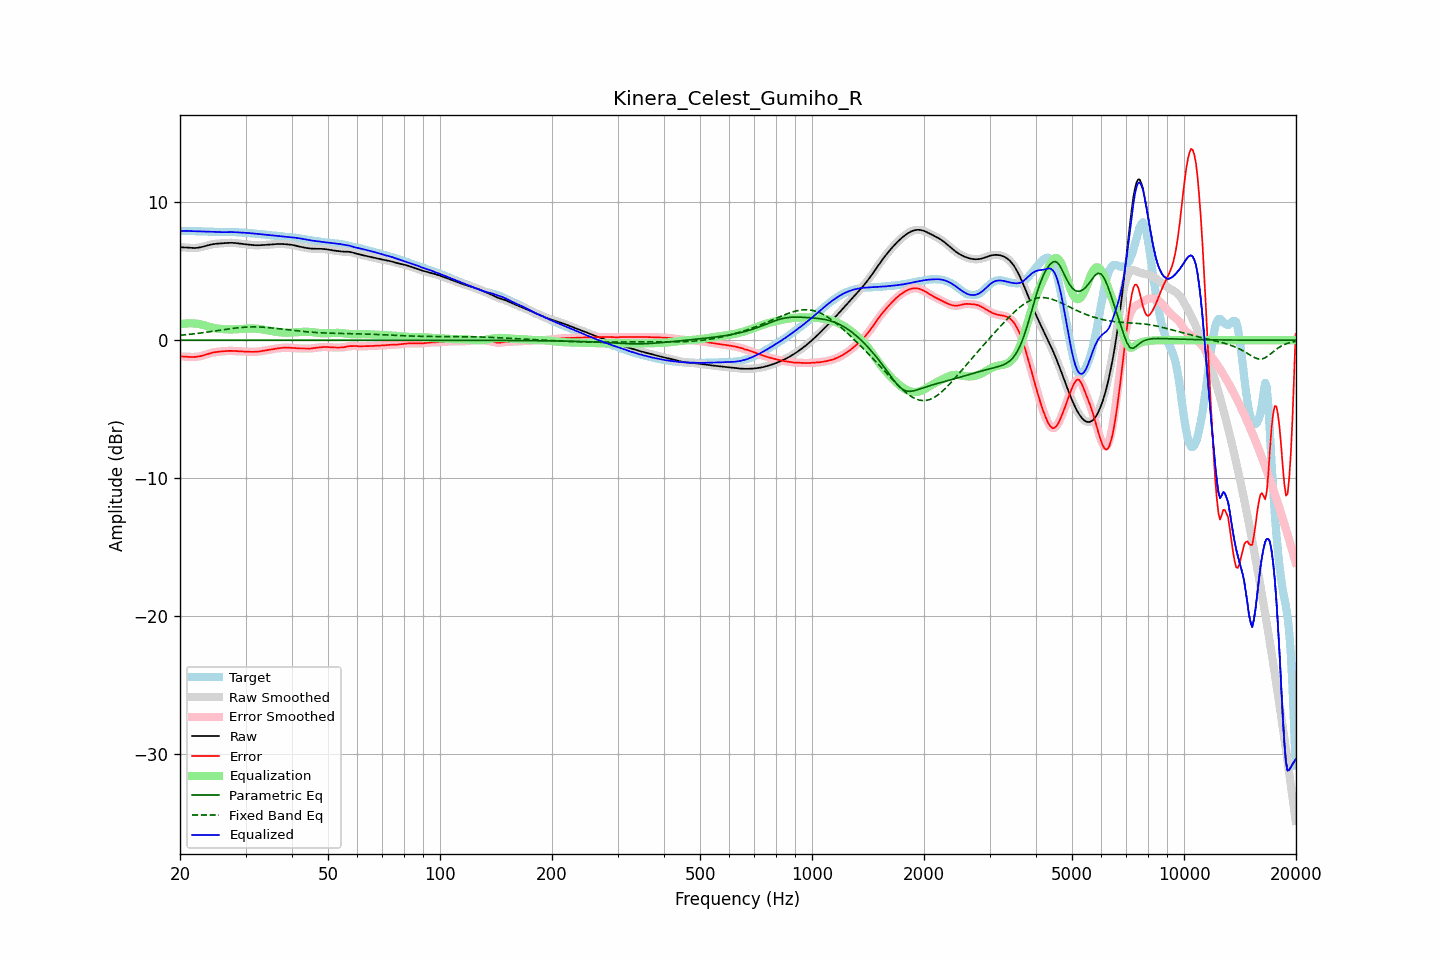 Kinera_Celest_Gumiho_R
Amplitude (dBr)
10
0
−10
−20
−30
Target
Raw Smoothed
Error Smoothed
Raw
Error
Equalization
Parametric Eq
Fixed Band Eq
Equalized
20 50 100 200 500 1000 2000 5000 10000 20000
Frequency (Hz)